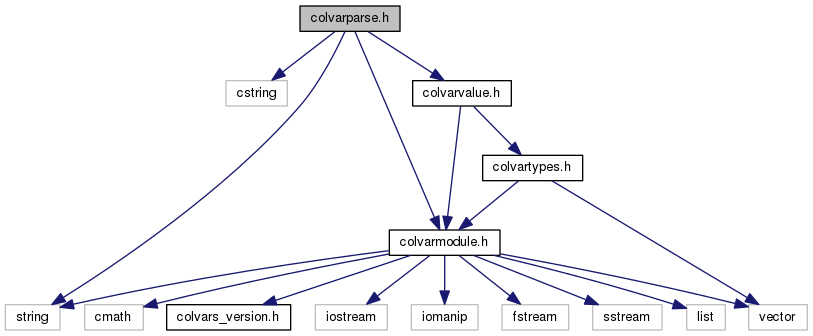 colvarparse.h
cstring
colvarvalue.h
colvartypes.h
colvarmodule.h
string
cmath
colvars_version.h
iostream
iomanip
fstream
sstream
list
vector